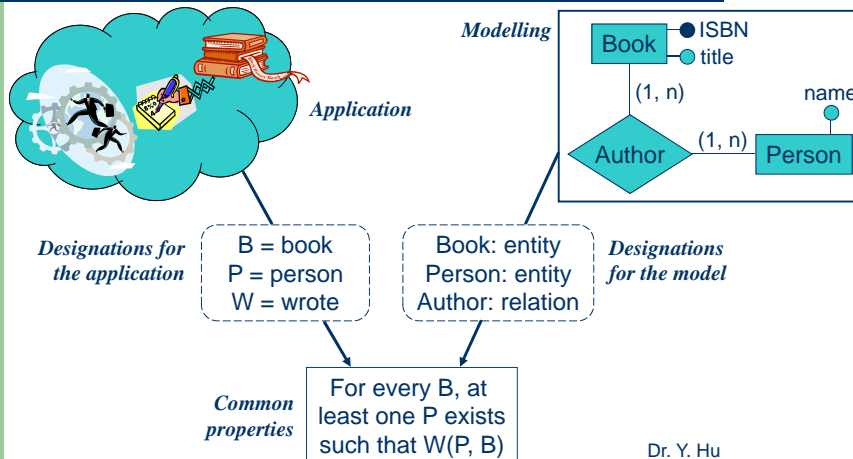 Modelling
Book
ISBN
title
(1, n)
name
Author
(1, n)
Person
Application
Designations for
the application
B = book
P = person
W = wrote
Book: entity
Person: entity
Author: relation
Designations
for the model
Common
properties
For every B, at
least one P exists
such that W(P, B)
Dr. Y. Hu